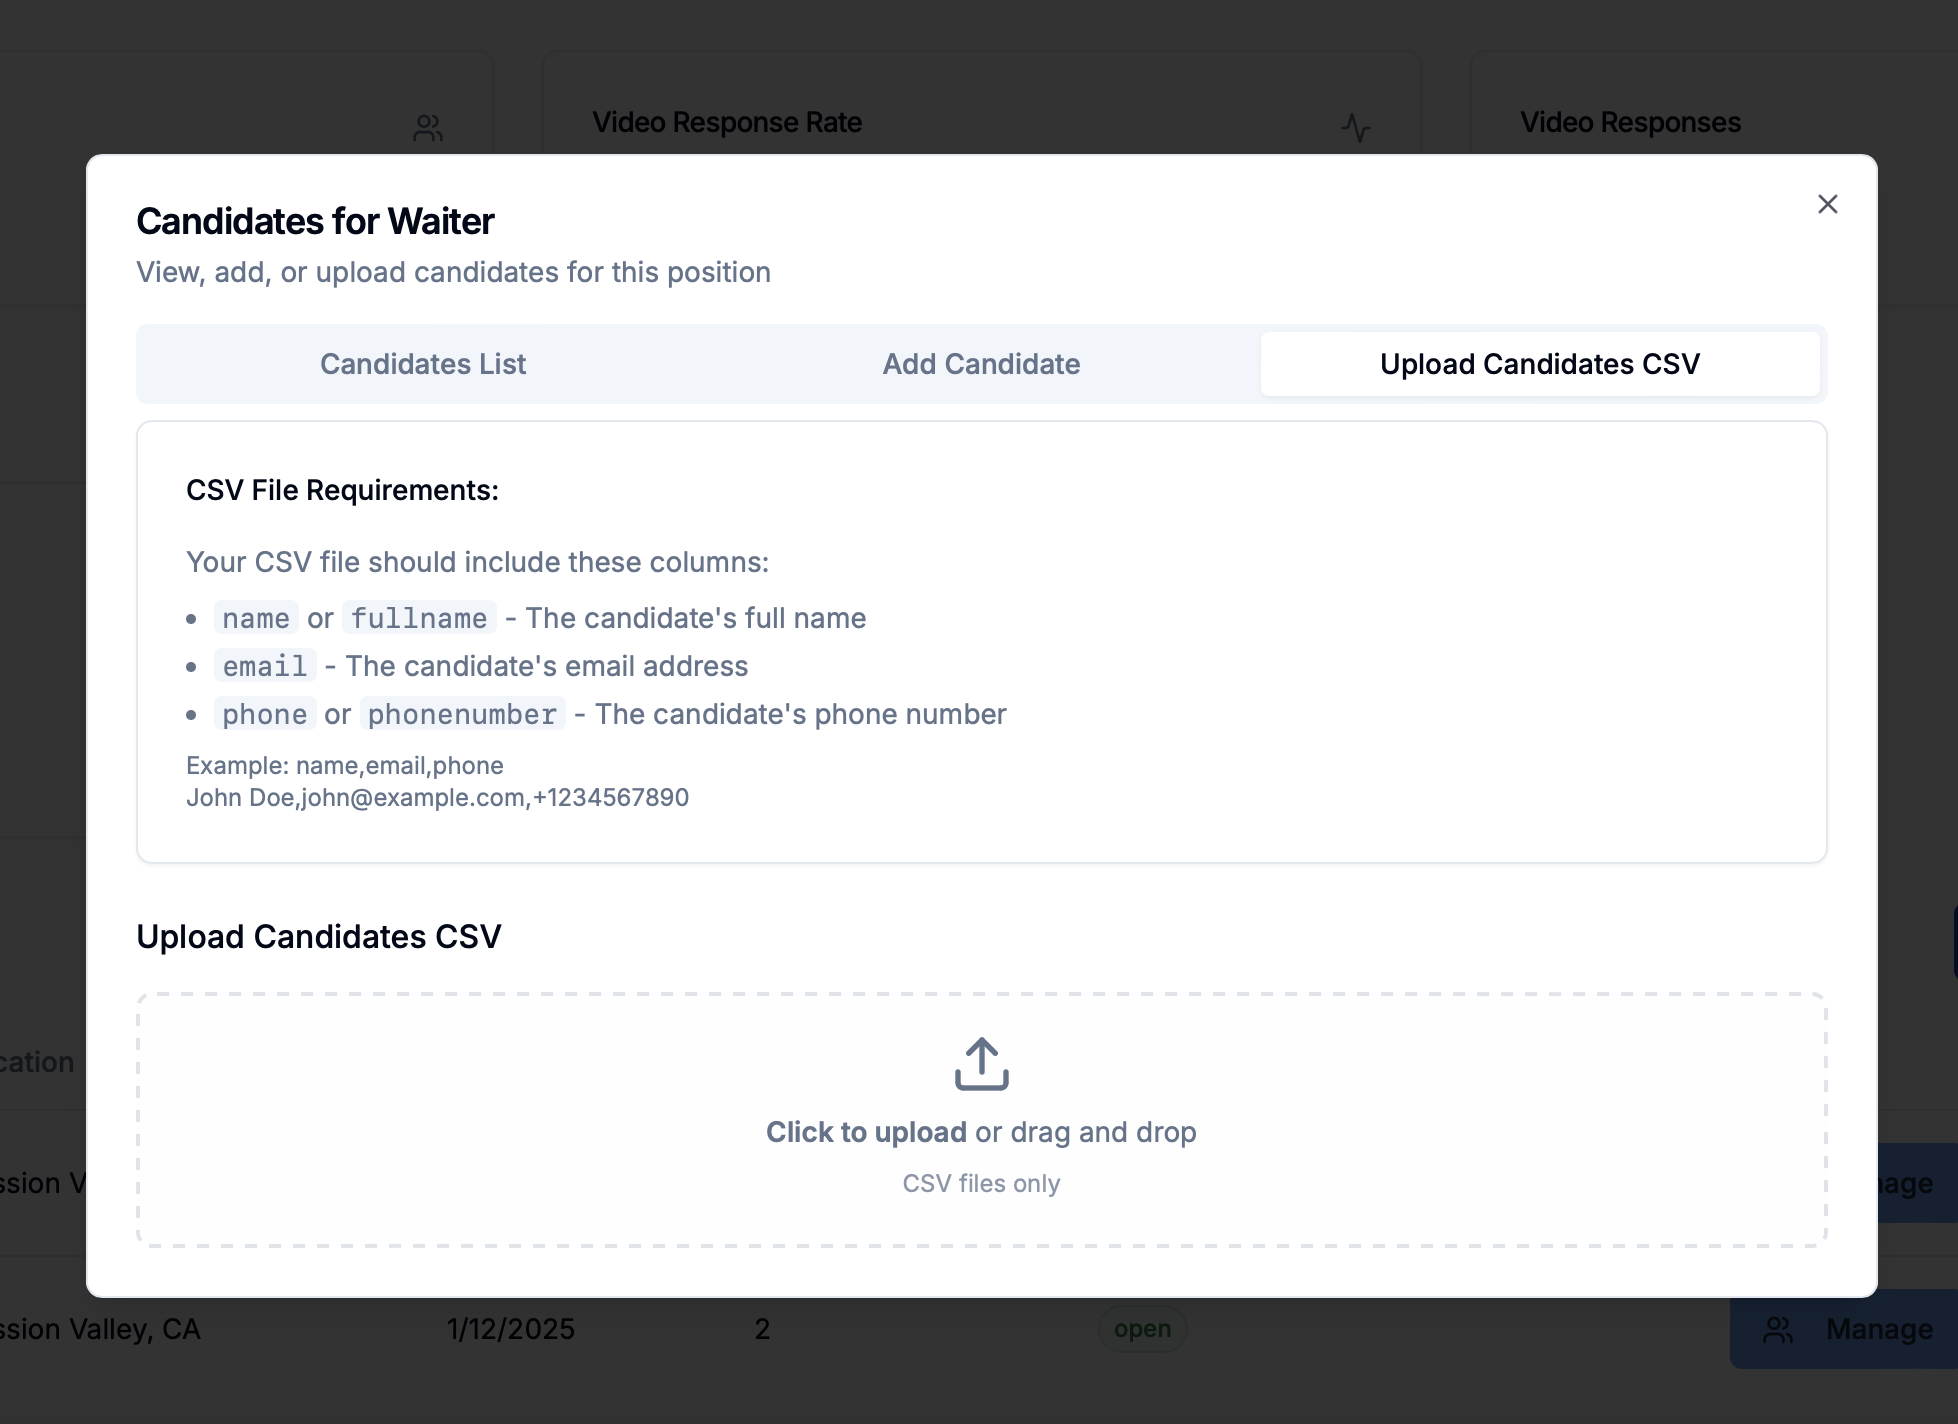 Video Response Rate
Video Responses
Candidates for Waiter
View, add, or upload candidates for this position
Candidates List
Add Candidate
Upload Candidates CSV
CSV File Requirements:
Your CSV file should include these columns:
• name or fullname - The candidate's full name
• email - The candidate's email address
• phone or phonenumber - The candidate's phone number
Example: name,email,phone
John Doe,john@example.com,+1234567890
Upload Candidates CSV
cation
Click to upload or drag and drop
ssion V
nage
CSV files only
ssion Valley, CA 1/12/2025 2 open Manage